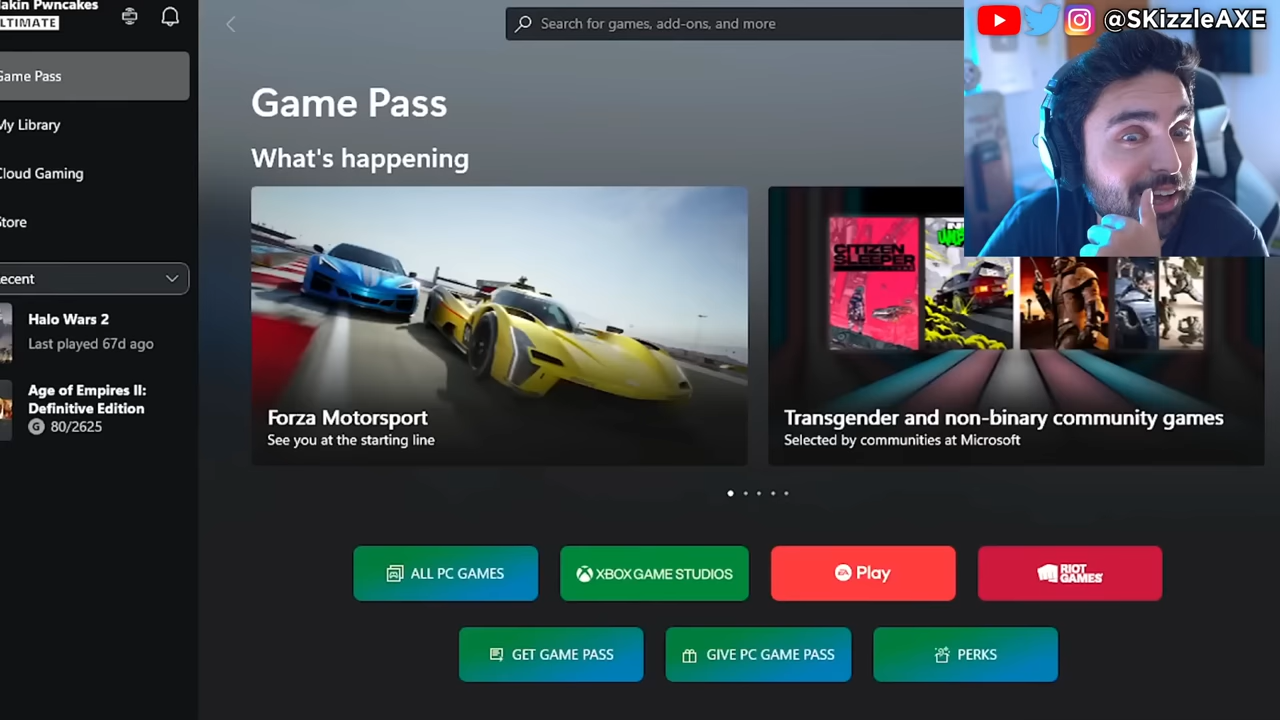 akin Pwncakes
ULTIMATE
Search for games, add-ons, and more
@SKizzleAXE
Game Pass
My Library
Cloud Gaming
Store
ecent
Halo Wars 2
Last played 67d ago
Age of Empires II:
Definitive Edition
G 80/2625
Game Pass
What's happening
Forza Motorsport
See you at the starting line
CITIZEN
SLEEPER
Transgender and non-binary community games
Selected by communities at Microsoft
ALL PC GAMES
XBOX GAME STUDIOS
EA Play
RIOT
GAMES
GET GAME PASS
GIVE PC GAME PASS
PERKS